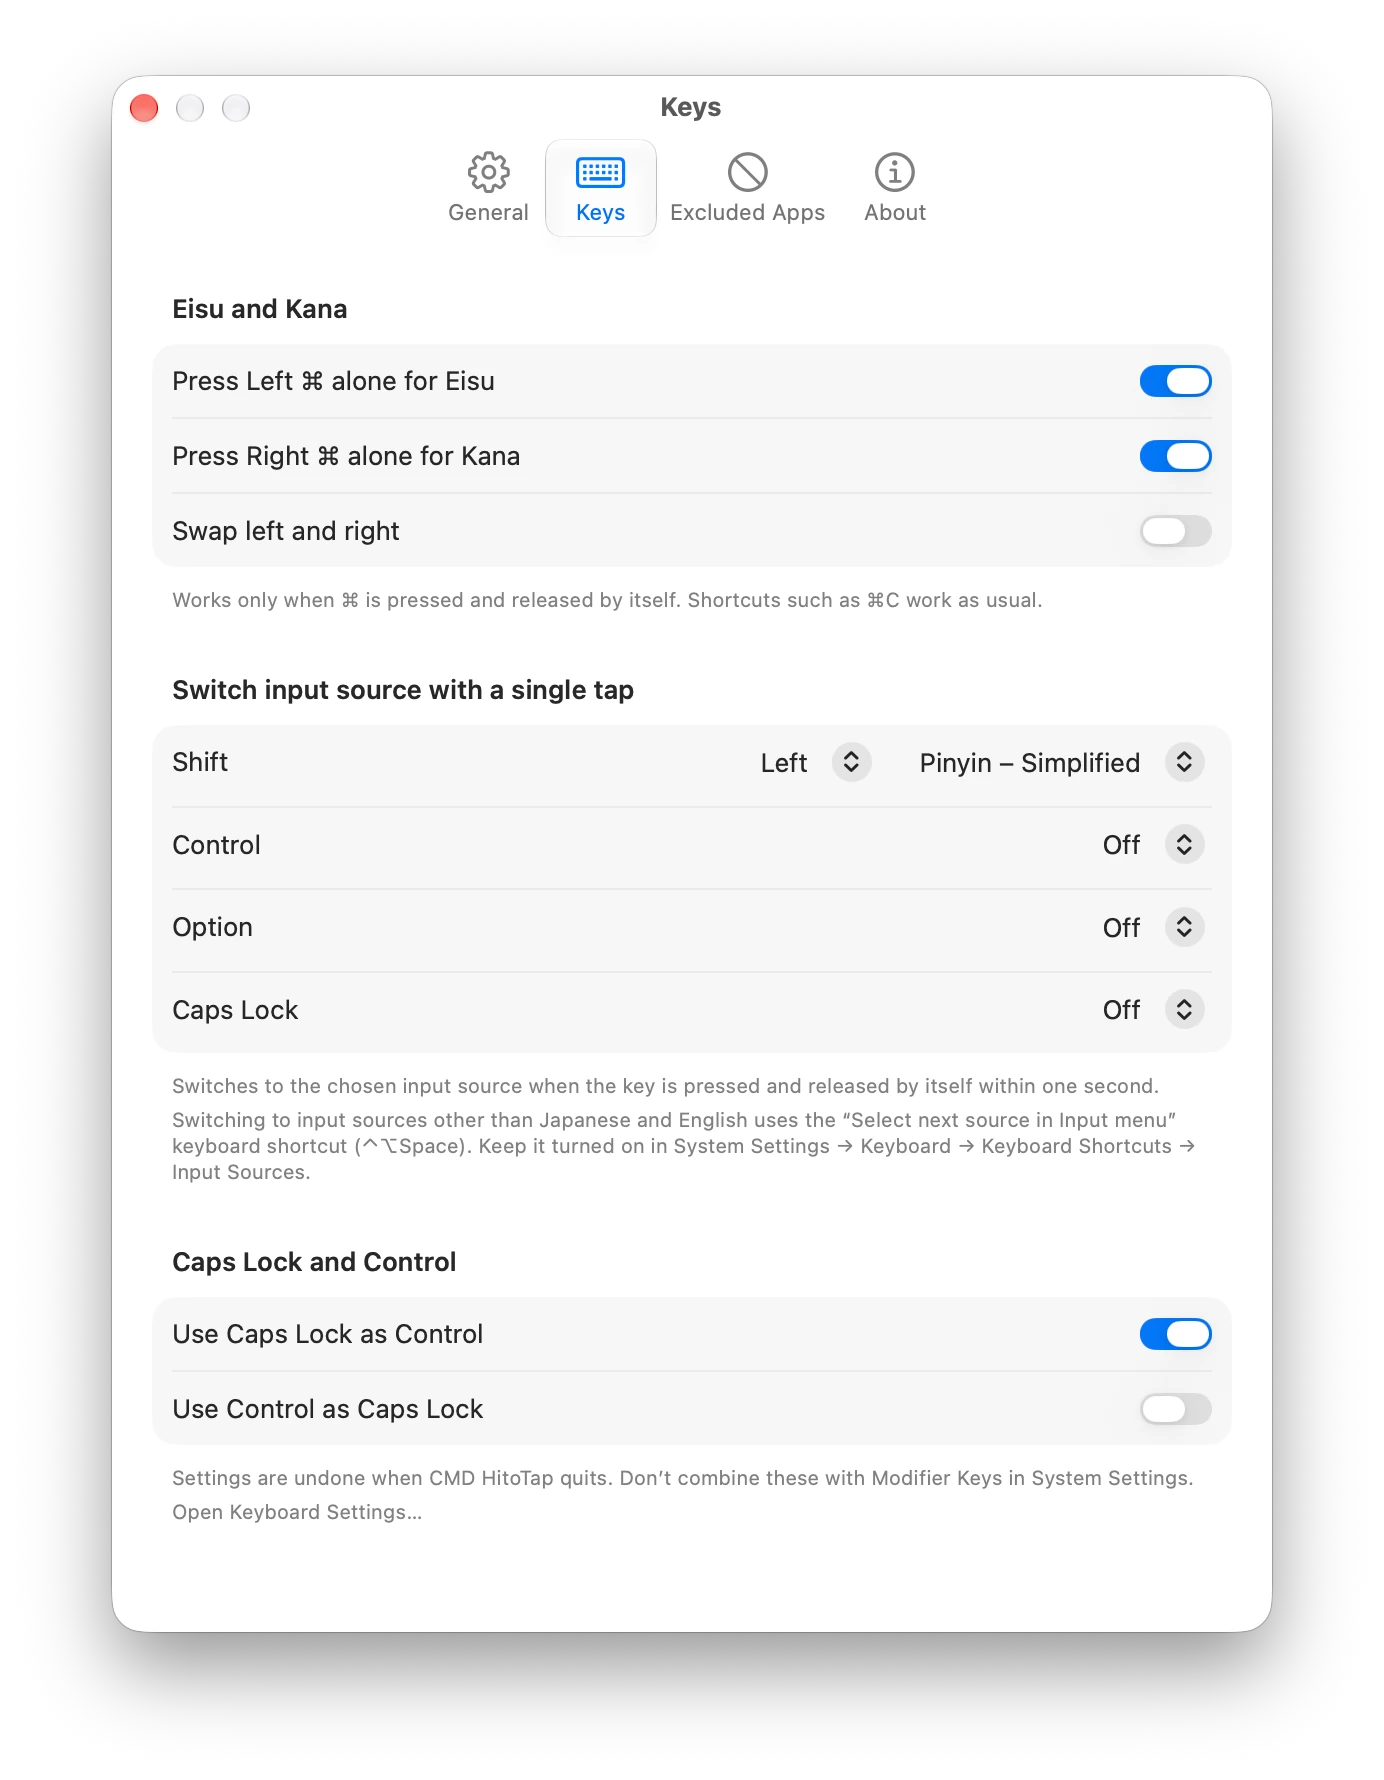 Keys
General
Keys
Excluded Apps
About
Eisu and Kana
Press Left ⌘ alone for Eisu
Press Right ⌘ alone for Kana
Swap left and right
Works only when ⌘ is pressed and released by itself. Shortcuts such as ⌘C work as usual.
Switch input source with a single tap
Shift Left Pinyin – Simplified
Control Off
Option Off
Caps Lock Off
Switches to the chosen input source when the key is pressed and released by itself within one second.
Switching to input sources other than Japanese and English uses the “Select next source in Input menu”
keyboard shortcut (⌃⌥Space). Keep it turned on in System Settings → Keyboard → Keyboard Shortcuts →
Input Sources.
Caps Lock and Control
Use Caps Lock as Control
Use Control as Caps Lock
Settings are undone when CMD HitoTap quits. Don’t combine these with Modifier Keys in System Settings.
Open Keyboard Settings...